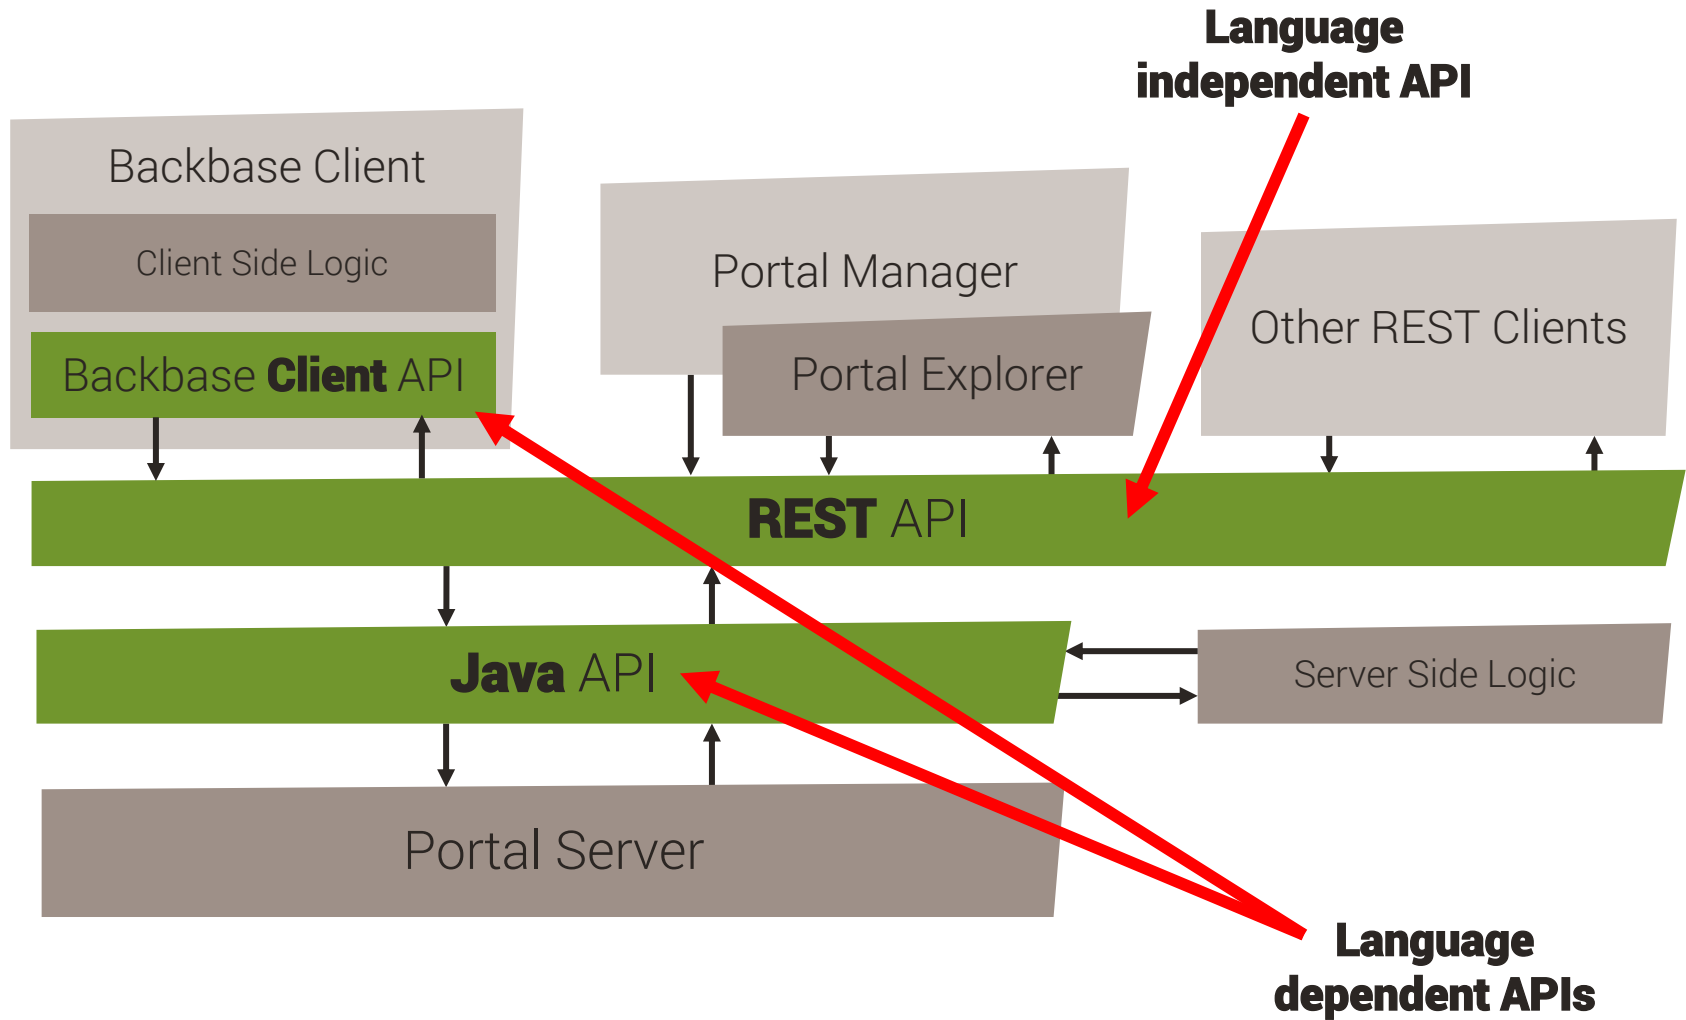 Language
independent API
Backbase Client
Client Side Logic
Backbase Client API
Portal Manager
Portal Explorer
Other REST Clients
REST API
Java API
Server Side Logic
Portal Server
Language
dependent APIs